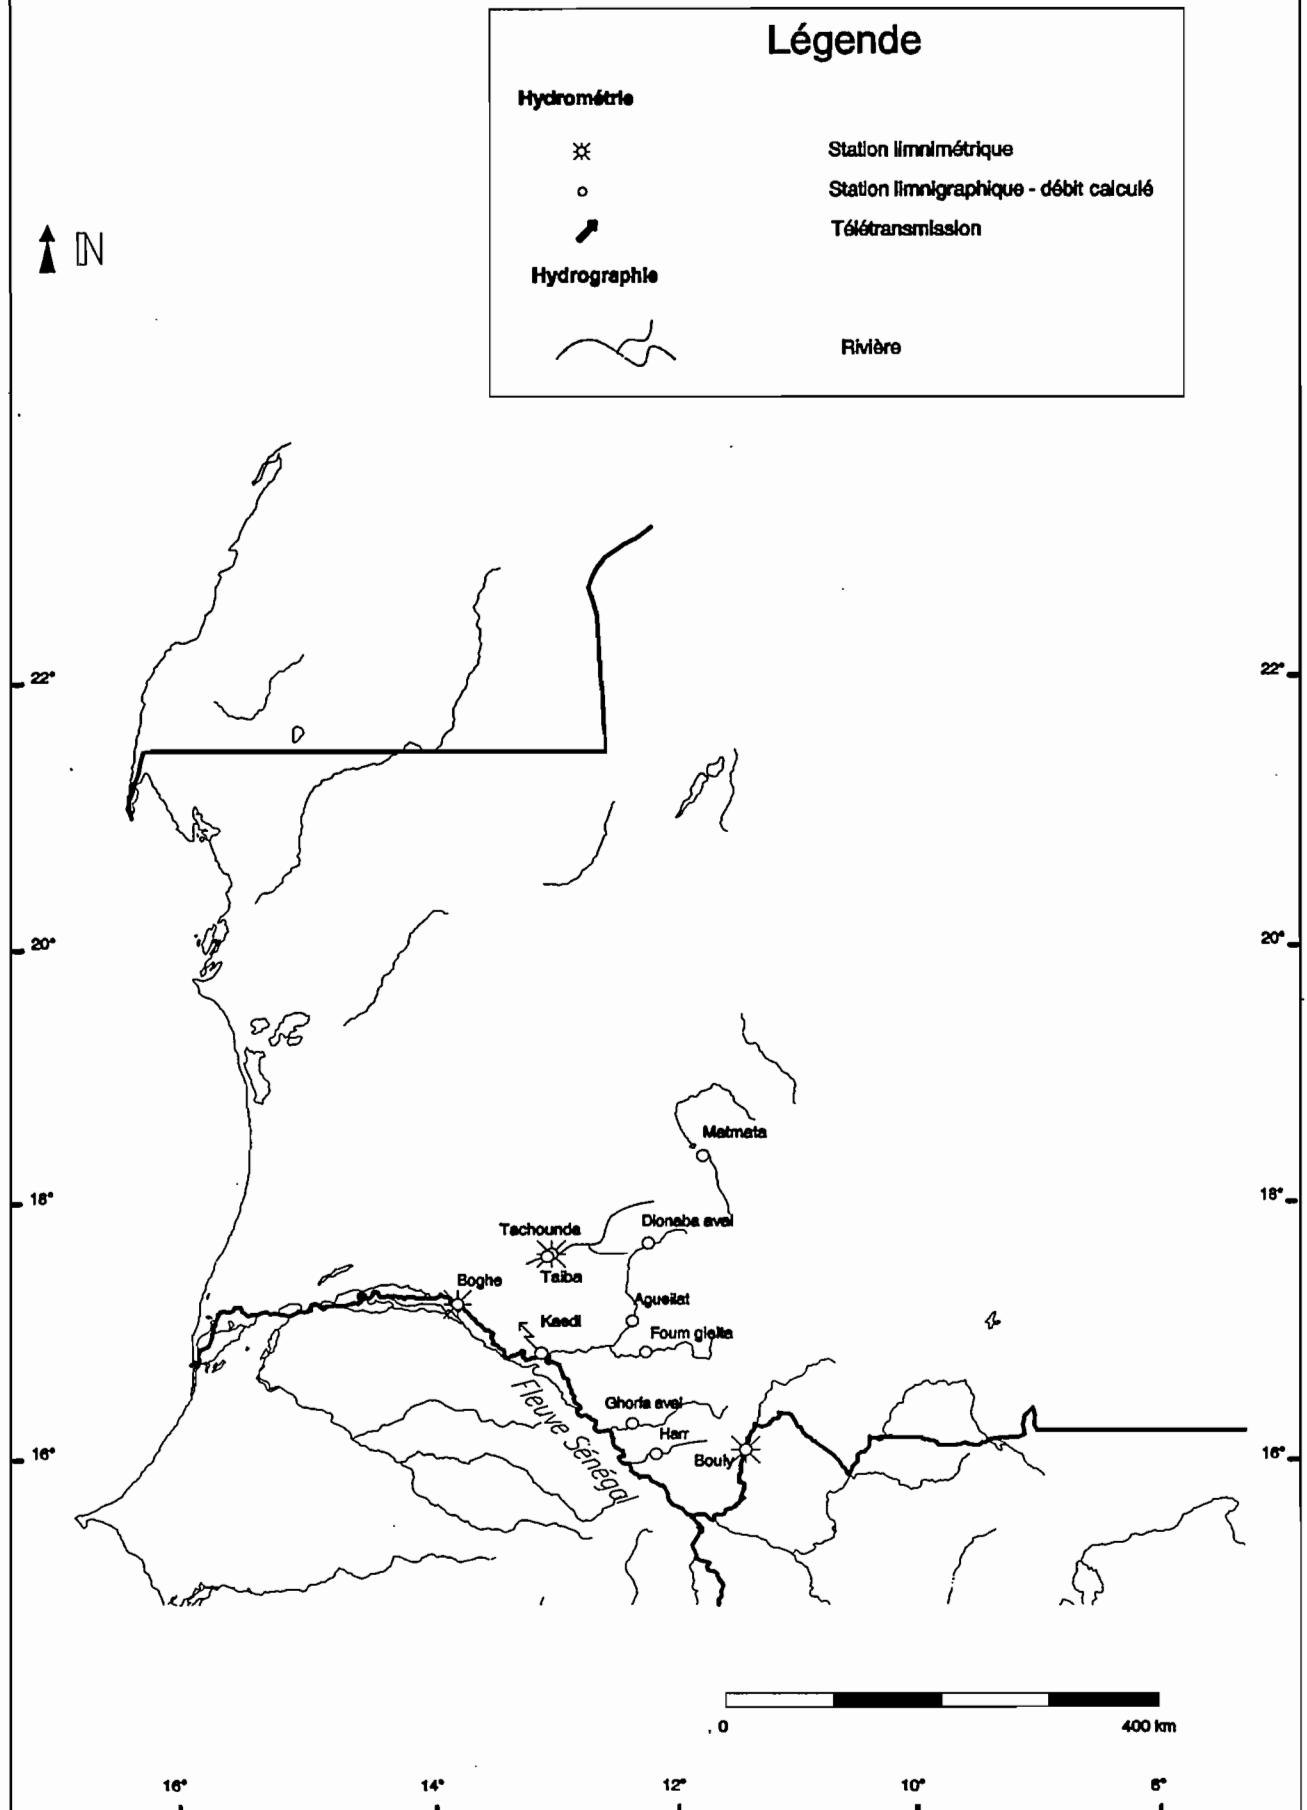 Légende
Hydrométrie
Station limnimétrique
Station limnigraphique - débit calculé
Télétransmission
N
Hydrographie
Rivière
22° 22°
20° 20°
Matmata
18° 18°
Dionaba aval
Tachounda
Taïba
Boghe
Aguellat
Kaedi
Foum gleita
Fleuve Sénégal
Ghorfa aval
Harr
Bouly
16° 16°
0 400 km
16° 14° 12° 10° 8°